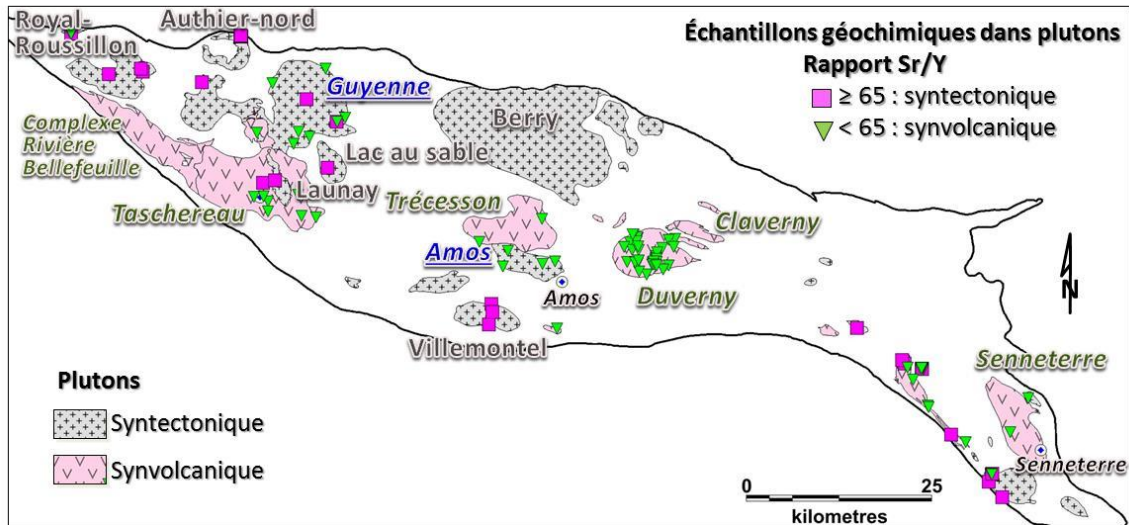 Royal-
Roussillon
Authier-nord
Échantillons géochimiques dans plutons
Rapport Sr/Y
≥ 65 : syntectonique
< 65 : synvolcanique
Guyenne
Berry
Complexe
Rivière
Bellefeuille
Lac au sable
Launay
Taschereau
Trécesson
Claverny
Amos
Amos
Duverny
N
Villemontel
Senneterre
Plutons
Syntectonique
Synvolcanique
Senneterre
0 25
kilometres